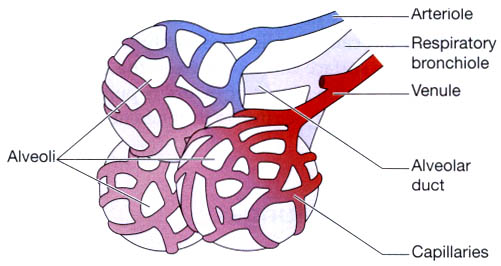 Arteriole
Respiratory
bronchiole
Venule
Alveoli
Alveolar
duct
Capillaries